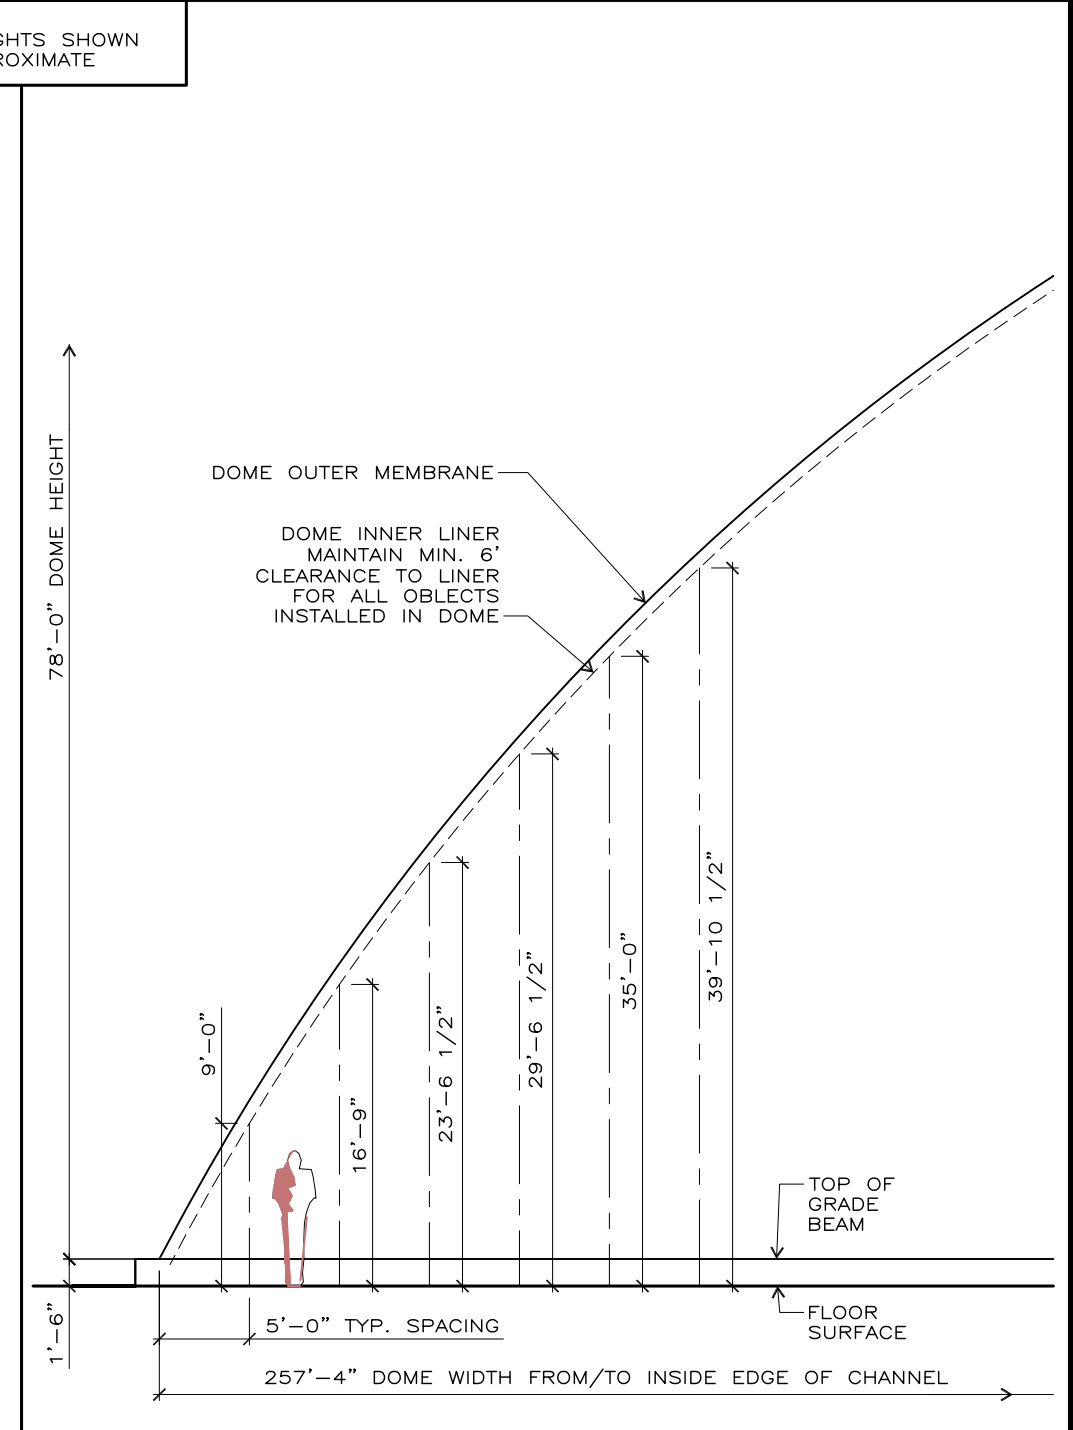 SHOWN
78'-0" DOME HEIGHT
DOME OUTER MEMBRANE
DOME INNER LINER
MAINTAIN MIN. 6'
CLEARANCE TO LINER
FOR ALL OBLECTS
INSTALLED IN DOME
9'-0"
16'-9"
23'-6 1/2"
29'-6 1/2"
35'-0"
39'-10 1/2"
TOP OF
GRADE
BEAM
FLOOR
SURFACE
1'-6"
5'-0" TYP. SPACING
257'-4" DOME WIDTH FROM/TO INSIDE EDGE OF CHANNEL